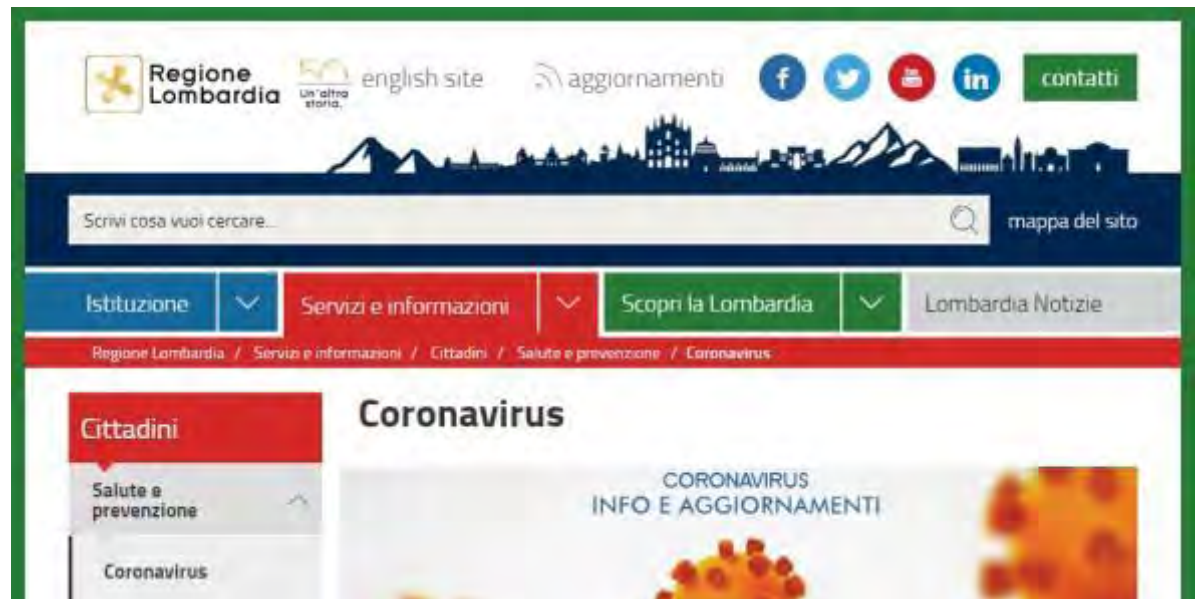 Regione
Lombardia
50
Un'altra
storia.
english site
aggiornamenti
contatti
Scrivi cosa vuoi cercare...
mappa del sito
Istituzione
Servizi e informazioni
Scopri la Lombardia
Lombardia Notizie
Regione Lombardia / Servizi e informazioni / Cittadini / Salute e prevenzione / Coronavirus
Cittadini
Coronavirus
Salute e
prevenzione
CORONAVIRUS
INFO E AGGIORNAMENTI
Coronavirus